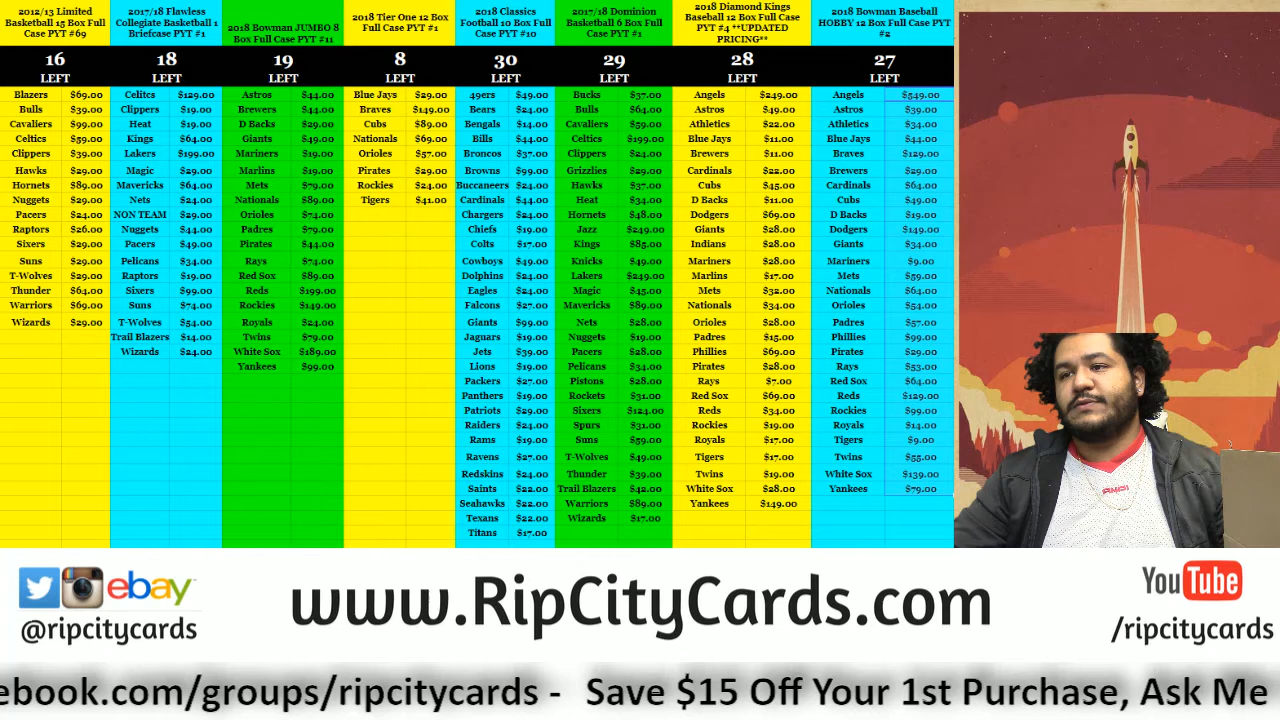 2012/13 Limited
Basketball 15 Box Full
Case PYT #69
16
LEFT
Blazers $69.00
Bulls $39.00
Cavaliers $99.00
Celtics $59.00
Clippers $39.00
Hawks $29.00
Hornets $89.00
Nuggets $29.00
Pacers $24.00
Raptors $26.00
Sixers $29.00
Suns $29.00
T-Wolves $29.00
Thunder $64.00
Warriors $69.00
Wizards $29.00
2017/18 Flawless
Collegiate Basketball 1
Briefcase PYT #1
18
LEFT
Celitcs $129.00
Clippers $19.00
Heat $19.00
Kings $64.00
Lakers $199.00
Magic $29.00
Mavericks $64.00
Nets $24.00
NON TEAM $29.00
Nuggets $44.00
Pacers $49.00
Pelicans $34.00
Raptors $19.00
Sixers $99.00
Suns $74.00
T-Wolves $54.00
Trail Blazers $14.00
Wizards $24.00
2018 Bowman JUMBO 8
Box Full Case PYT #11
19
LEFT
Astros $44.00
Brewers $44.00
D Backs $29.00
Giants $49.00
Mariners $19.00
Marlins $19.00
Mets $79.00
Nationals $89.00
Orioles $74.00
Padres $79.00
Pirates $44.00
Rays $74.00
Red Sox $89.00
Reds $199.00
Rockies $149.00
Royals $24.00
Twins $79.00
White Sox $189.00
Yankees $99.00
2018 Tier One 12 Box
Full Case PYT #1
8
LEFT
Blue Jays $29.00
Braves $149.00
Cubs $89.00
Nationals $69.00
Orioles $57.00
Pirates $29.00
Rockies $24.00
Tigers $41.00
2018 Classics
Football 10 Box Full
Case PYT #10
30
LEFT
49ers $49.00
Bears $24.00
Bengals $14.00
Bills $44.00
Broncos $37.00
Browns $99.00
Buccaneers $24.00
Cardinals $44.00
Chargers $24.00
Chiefs $19.00
Colts $17.00
Cowboys $49.00
Dolphins $24.00
Eagles $24.00
Falcons $27.00
Giants $99.00
Jaguars $19.00
Jets $39.00
Lions $19.00
Packers $27.00
Panthers $19.00
Patriots $29.00
Raiders $24.00
Rams $19.00
Ravens $27.00
Redskins $24.00
Saints $22.00
Seahawks $22.00
Texans $22.00
Titans $17.00
2017/18 Dominion
Basketball 6 Box Full
Case PYT #1
29
LEFT
Bucks $37.00
Bulls $64.00
Cavaliers $59.00
Celtics $199.00
Clippers $24.00
Grizzlies $29.00
Hawks $37.00
Heat $34.00
Hornets $48.00
Jazz $249.00
Kings $85.00
Knicks $49.00
Lakers $249.00
Magic $45.00
Mavericks $89.00
Nets $28.00
Nuggets $19.00
Pacers $28.00
Pelicans $34.00
Pistons $28.00
Rockets $31.00
Sixers $124.00
Spurs $31.00
Suns $59.00
T-Wolves $49.00
Thunder $39.00
Trail Blazers $42.00
Warriors $89.00
Wizards $17.00
2018 Diamond Kings
Baseball 12 Box Full Case
PYT #4 **UPDATED
PRICING**
28
LEFT
Angels $249.00
Astros $49.00
Athletics $22.00
Blue Jays $11.00
Brewers $11.00
Cardinals $22.00
Cubs $45.00
D Backs $11.00
Dodgers $69.00
Giants $28.00
Indians $28.00
Mariners $28.00
Marlins $17.00
Mets $32.00
Nationals $34.00
Orioles $28.00
Padres $15.00
Phillies $69.00
Pirates $28.00
Rays $7.00
Red Sox $69.00
Reds $34.00
Rockies $19.00
Royals $17.00
Tigers $17.00
Twins $19.00
White Sox $28.00
Yankees $149.00
2018 Bowman Baseball
HOBBY 12 Box Full Case PYT
#2
27
LEFT
Angels $549.00
Astros $39.00
Athletics $34.00
Blue Jays $44.00
Braves $129.00
Brewers $29.00
Cardinals $64.00
Cubs $49.00
D Backs $19.00
Dodgers $149.00
Giants $34.00
Mariners $9.00
Mets $59.00
Nationals $64.00
Orioles $54.00
Padres $57.00
Phillies $99.00
Pirates $29.00
Rays $53.00
Red Sox $64.00
Reds $129.00
Rockies $99.00
Royals $14.00
Tigers $9.00
Twins $55.00
White Sox $139.00
Yankees $79.00
ebay
@ripcitycards
www.RipCityCards.com
YouTube
/ripcitycards
ebook.com/groups/ripcitycards - Save $15 Off Your 1st Purchase, Ask Me